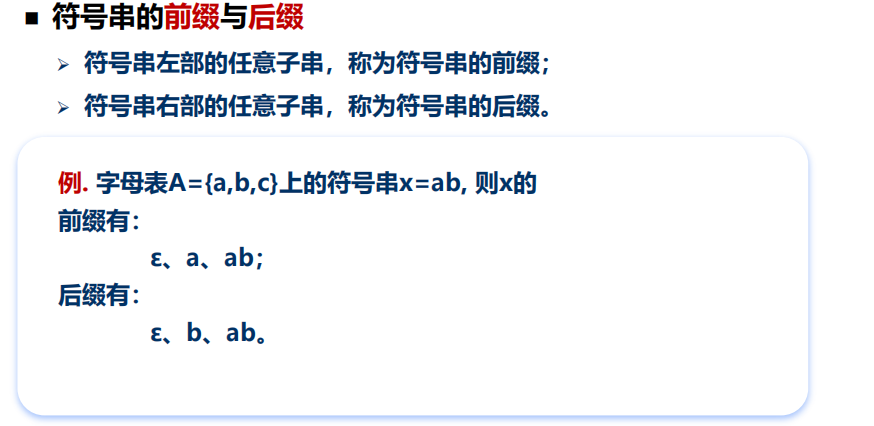 ■ 符号串的前缀与后缀
➢ 符号串左部的任意子串，称为符号串的前缀；
➢ 符号串右部的任意子串，称为符号串的后缀。
例. 字母表A={a,b,c}上的符号串x=ab, 则x的
前缀有：
ε、a、ab；
后缀有：
ε、b、ab。